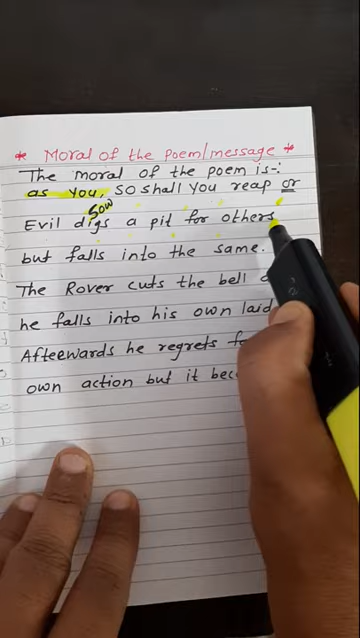 * Moral of the poem/message *
The moral of the poem is-:
as you, so shall you reap or
sow
Evil digs a pit for others
but falls into the same.
The Rover cuts the bell
he falls into his own laid
Afterwards he regrets
own action but it